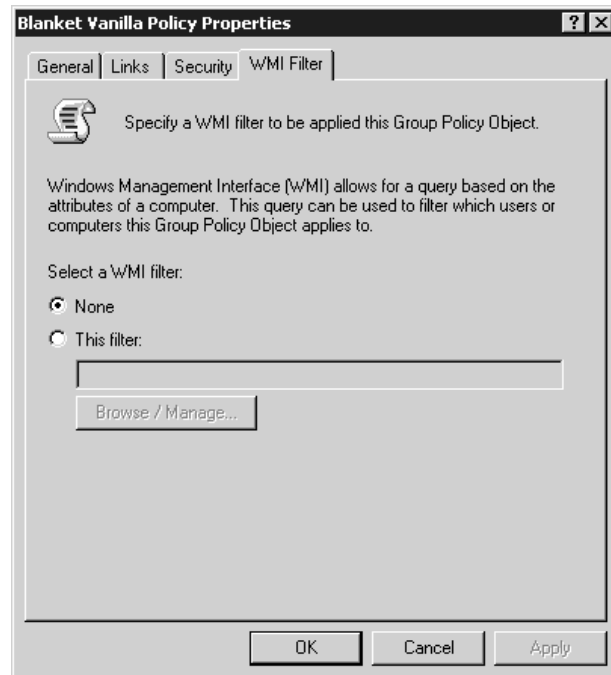 Blanket Vanilla Policy Properties
General Links Security WMI Filter
Specify a WMI filter to be applied this Group Policy Object.
Windows Management Interface (WMI) allows for a query based on the
attributes of a computer. This query can be used to filter which users or
computers this Group Policy Object applies to.
Select a WMI filter:
None
This filter:
Browse / Manage...
OK Cancel Apply